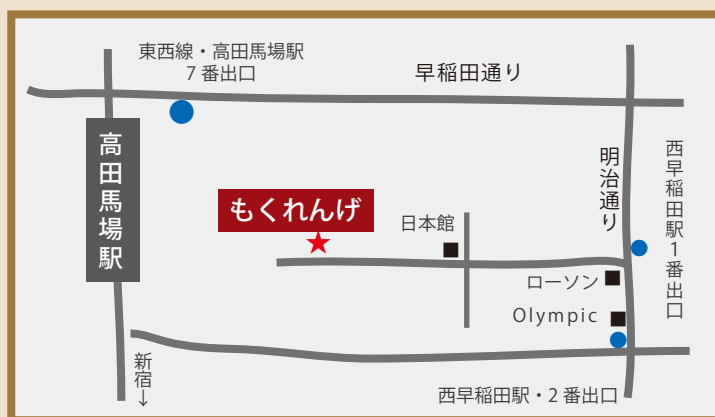 東西線・高田馬場駅
7 番出口
早稲田通り
高田馬場駅
明治通り
西早稲田駅1番出口
もくれんげ
日本館
ローソン
Olympic
新宿↓
西早稲田駅・2 番出口